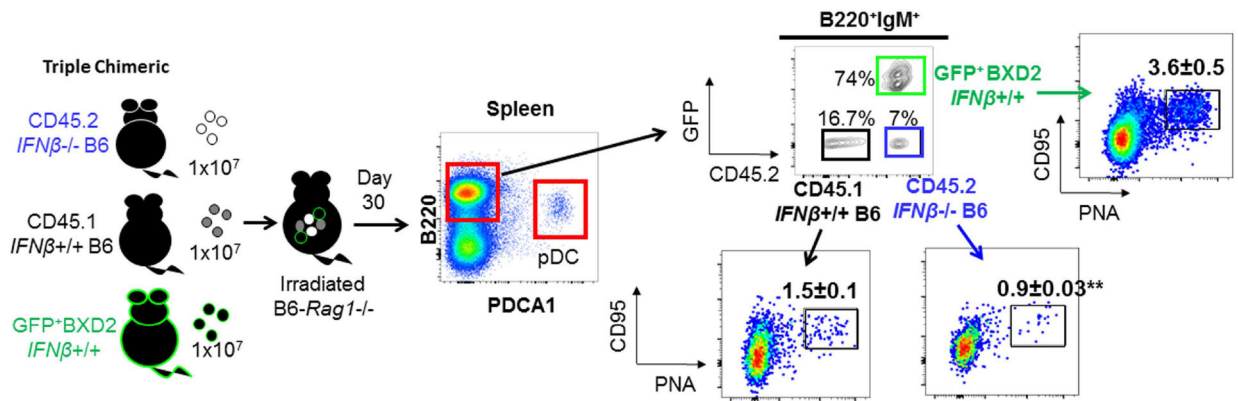 Triple Chimeric
CD45.2
IFNβ-/- B6
1x10⁷
CD45.1
IFNβ+/+ B6
1x10⁷
GFP⁺BXD2
IFNβ+/+
1x10⁷
Irradiated
B6-Rag1-/-
Day
30
Spleen
B220
pDC
PDCA1
B220⁺IgM⁺
GFP
74%
16.7%
7%
CD45.2
GFP⁺ BXD2
IFNβ+/+
3.6±0.5
CD95
PNA
CD45.1
IFNβ+/+ B6
CD45.2
IFNβ-/- B6
1.5±0.1
CD95
PNA
0.9±0.03**